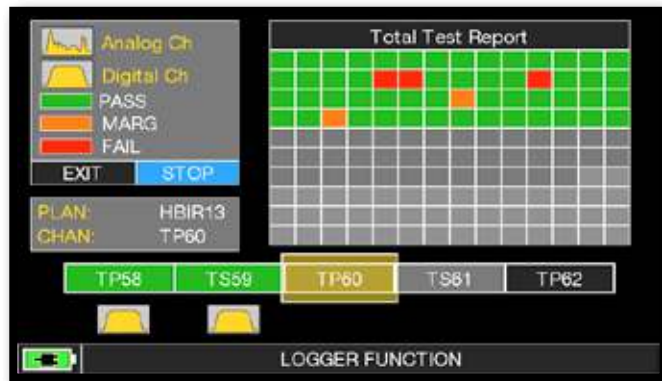 Analog Ch
Digital Ch
PASS
MARG
FAIL
EXIT STOP
PLAN: HBIR13
CHAN: TP60
Total Test Report
TP58 TS59 TP60 TS61 TP62
LOGGER FUNCTION